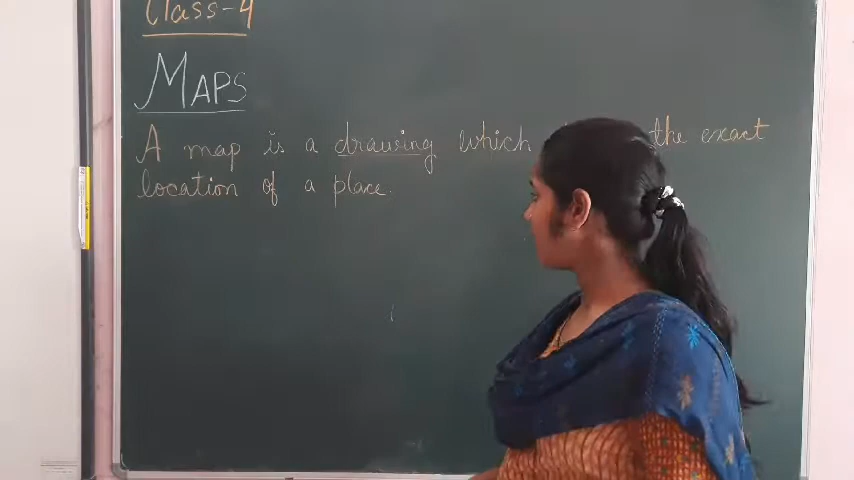 Class-4
MAPS
A map is a drawing which the exact
location of a place.